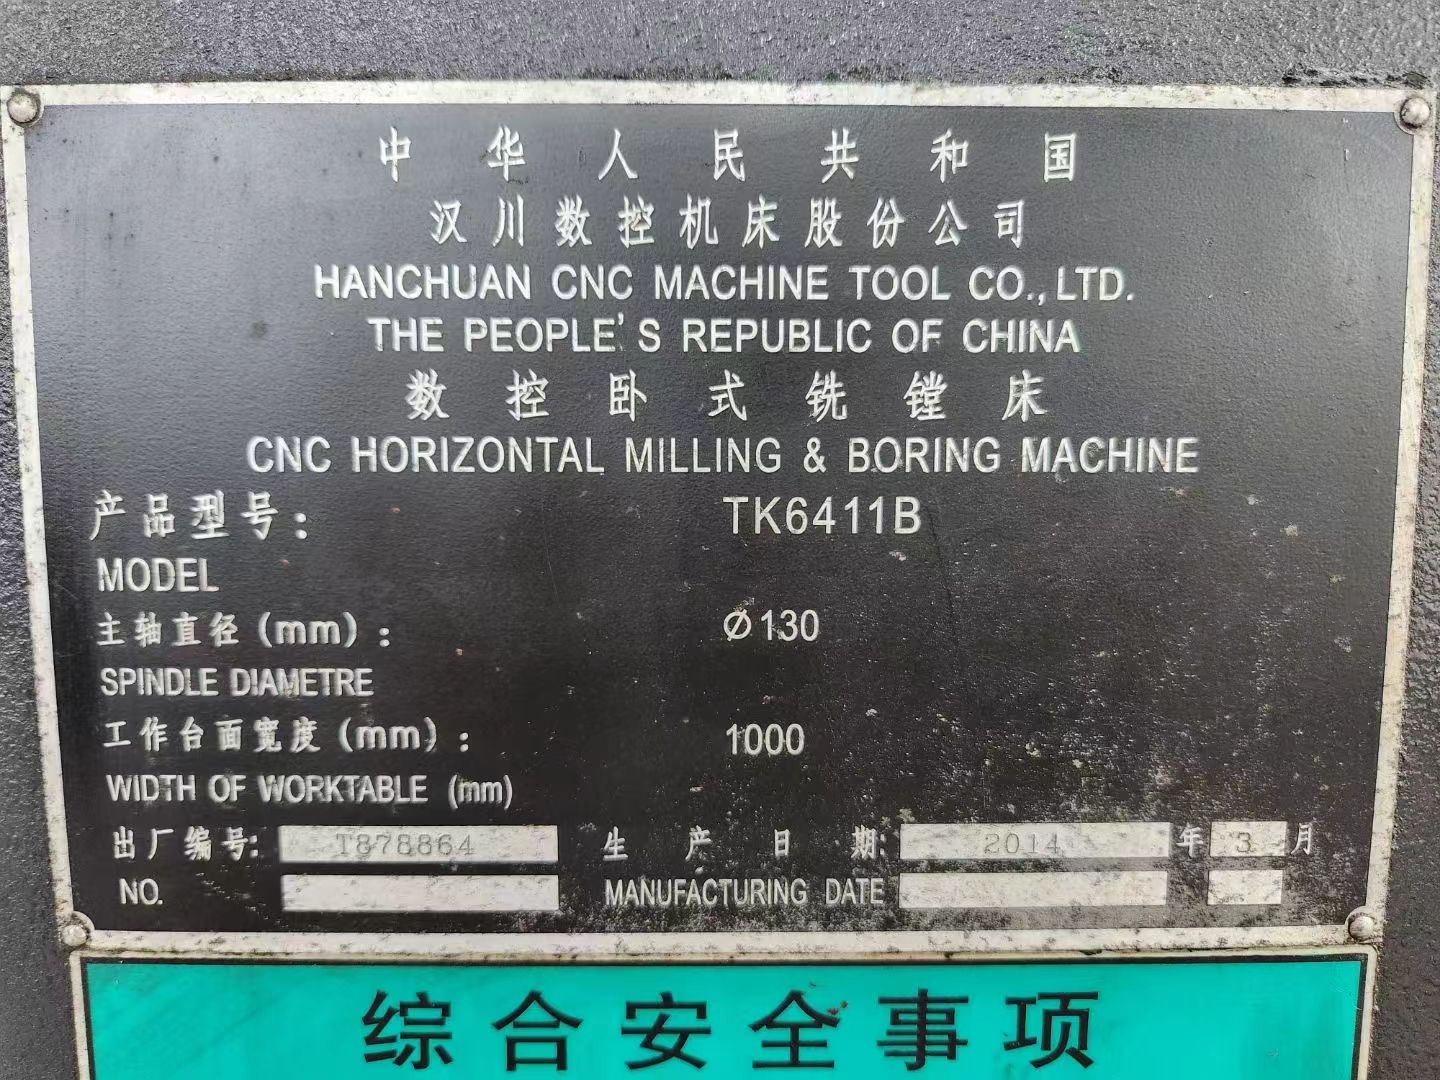 中华人民共和国
汉川数控机床股份公司
HANCHUAN CNC MACHINE TOOL CO.,LTD.
THE PEOPLE'S REPUBLIC OF CHINA
数控卧式铣镗床
CNC HORIZONTAL MILLING & BORING MACHINE
产品型号: TK6411B
MODEL
主轴直径(mm): Ø130
SPINDLE DIAMETRE
工作台面宽度(mm): 1000
WIDTH OF WORKTABLE (mm)
出厂编号: T878864 生产日期: 2014 年 3 月
NO. MANUFACTURING DATE
综合安全事项